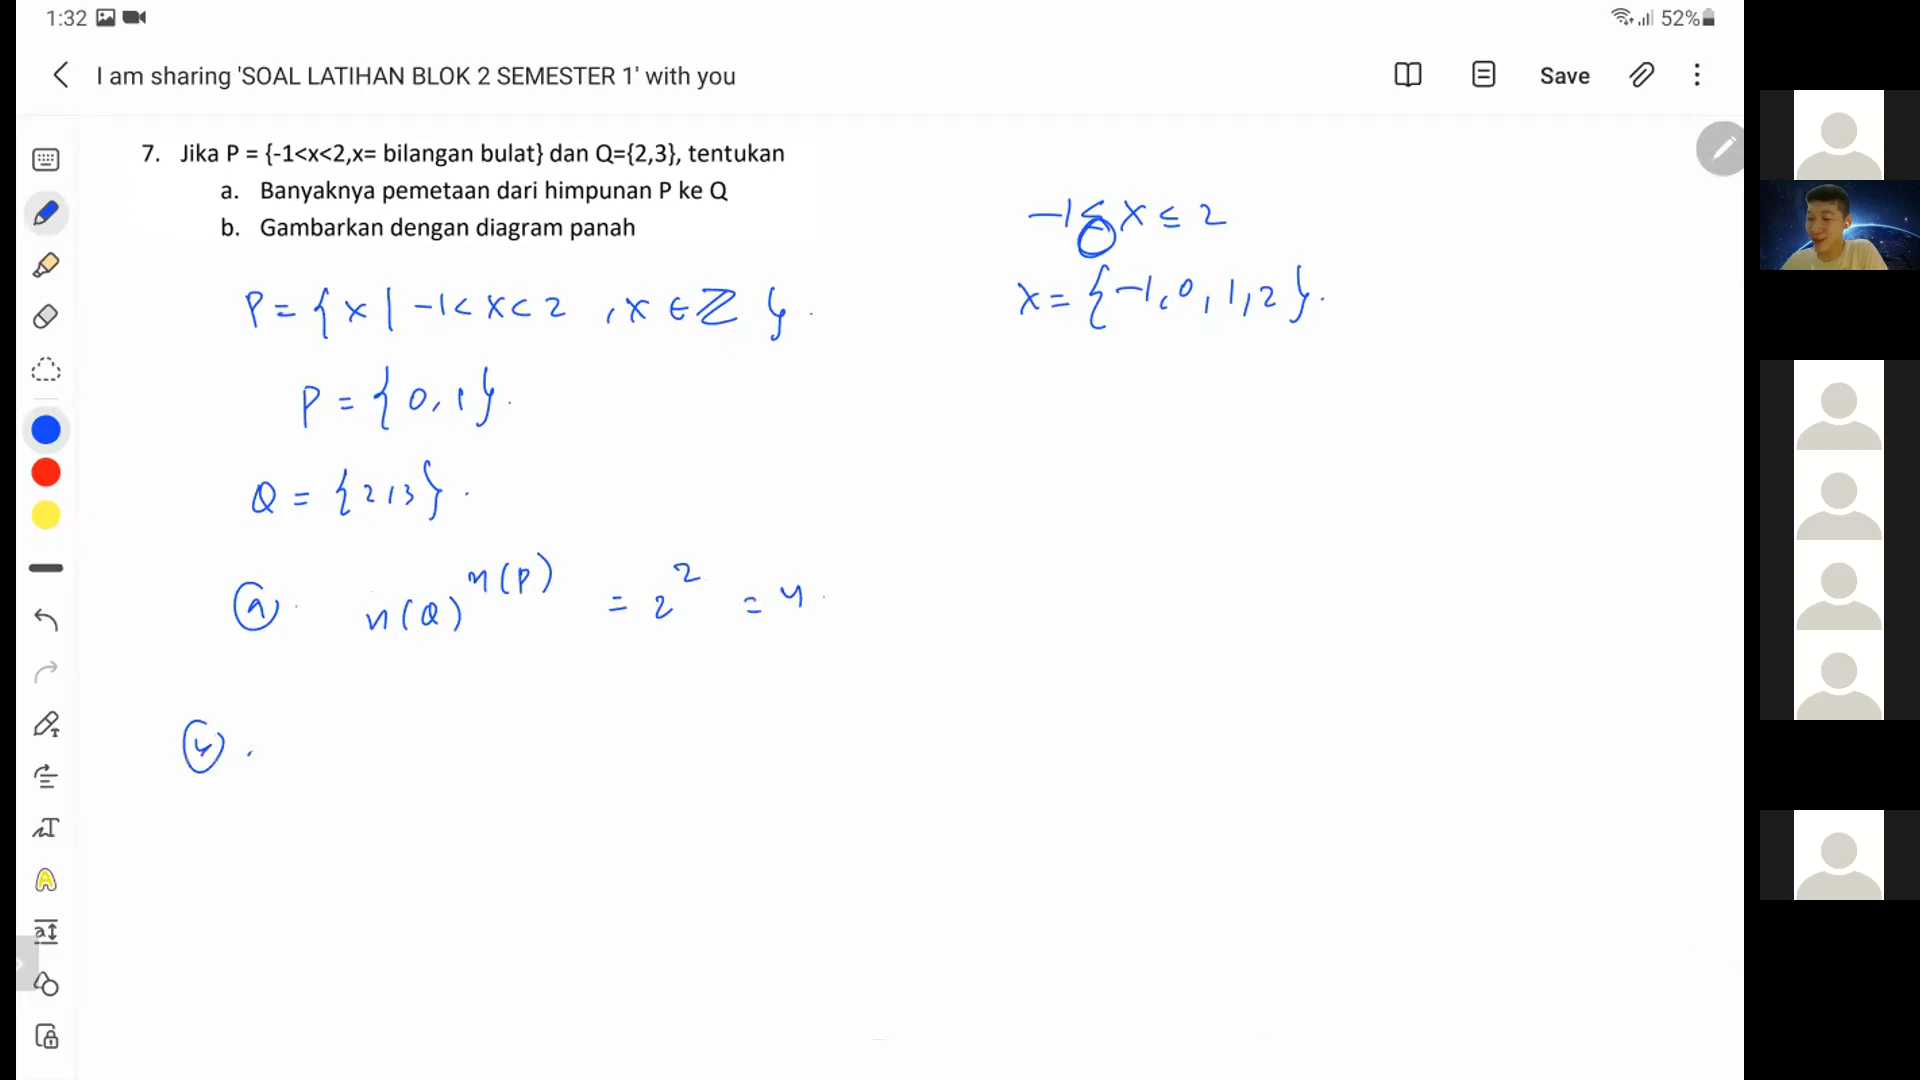 1:32
52%
I am sharing 'SOAL LATIHAN BLOK 2 SEMESTER 1' with you
Save
7. Jika P = {-1<x<2,x= bilangan bulat} dan Q={2,3}, tentukan
a. Banyaknya pemetaan dari himpunan P ke Q
b. Gambarkan dengan diagram panah
-1 ≤ x ≤ 2
x = {-1, 0, 1, 2}.
P = {x | -1 < x < 2 , x ∈ ℤ}.
P = {0, 1}.
Q = {2, 3}.
(a). n(Q)^n(P) = 2^2 = 4.
(b).